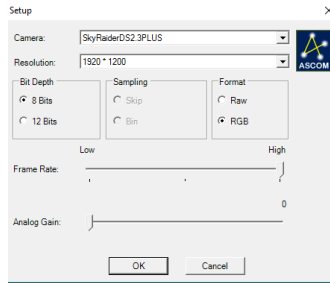 Setup
Camera: SkyRaiderDS2.3PLUS
Resolution: 1920 * 1200
ASCOM
Bit Depth Sampling Format
8 Bits Skip Raw
12 Bits Bin RGB
Low High
Frame Rate:
0
Analog Gain:
OK Cancel